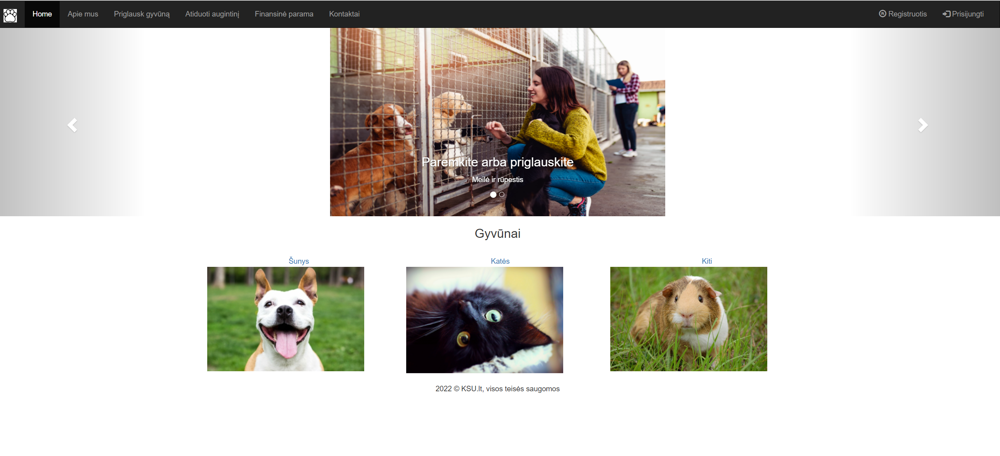 Home Apie mus Priglausk gyvūną Atiduoti augintinį Finansinė parama Kontaktai ® Registruotis Prisijungti
Paremkite arba priglauskite
Meilė ir rūpestis
Gyvūnai
Šunys Katės Kiti
2022 © KSU.lt, visos teisės saugomos